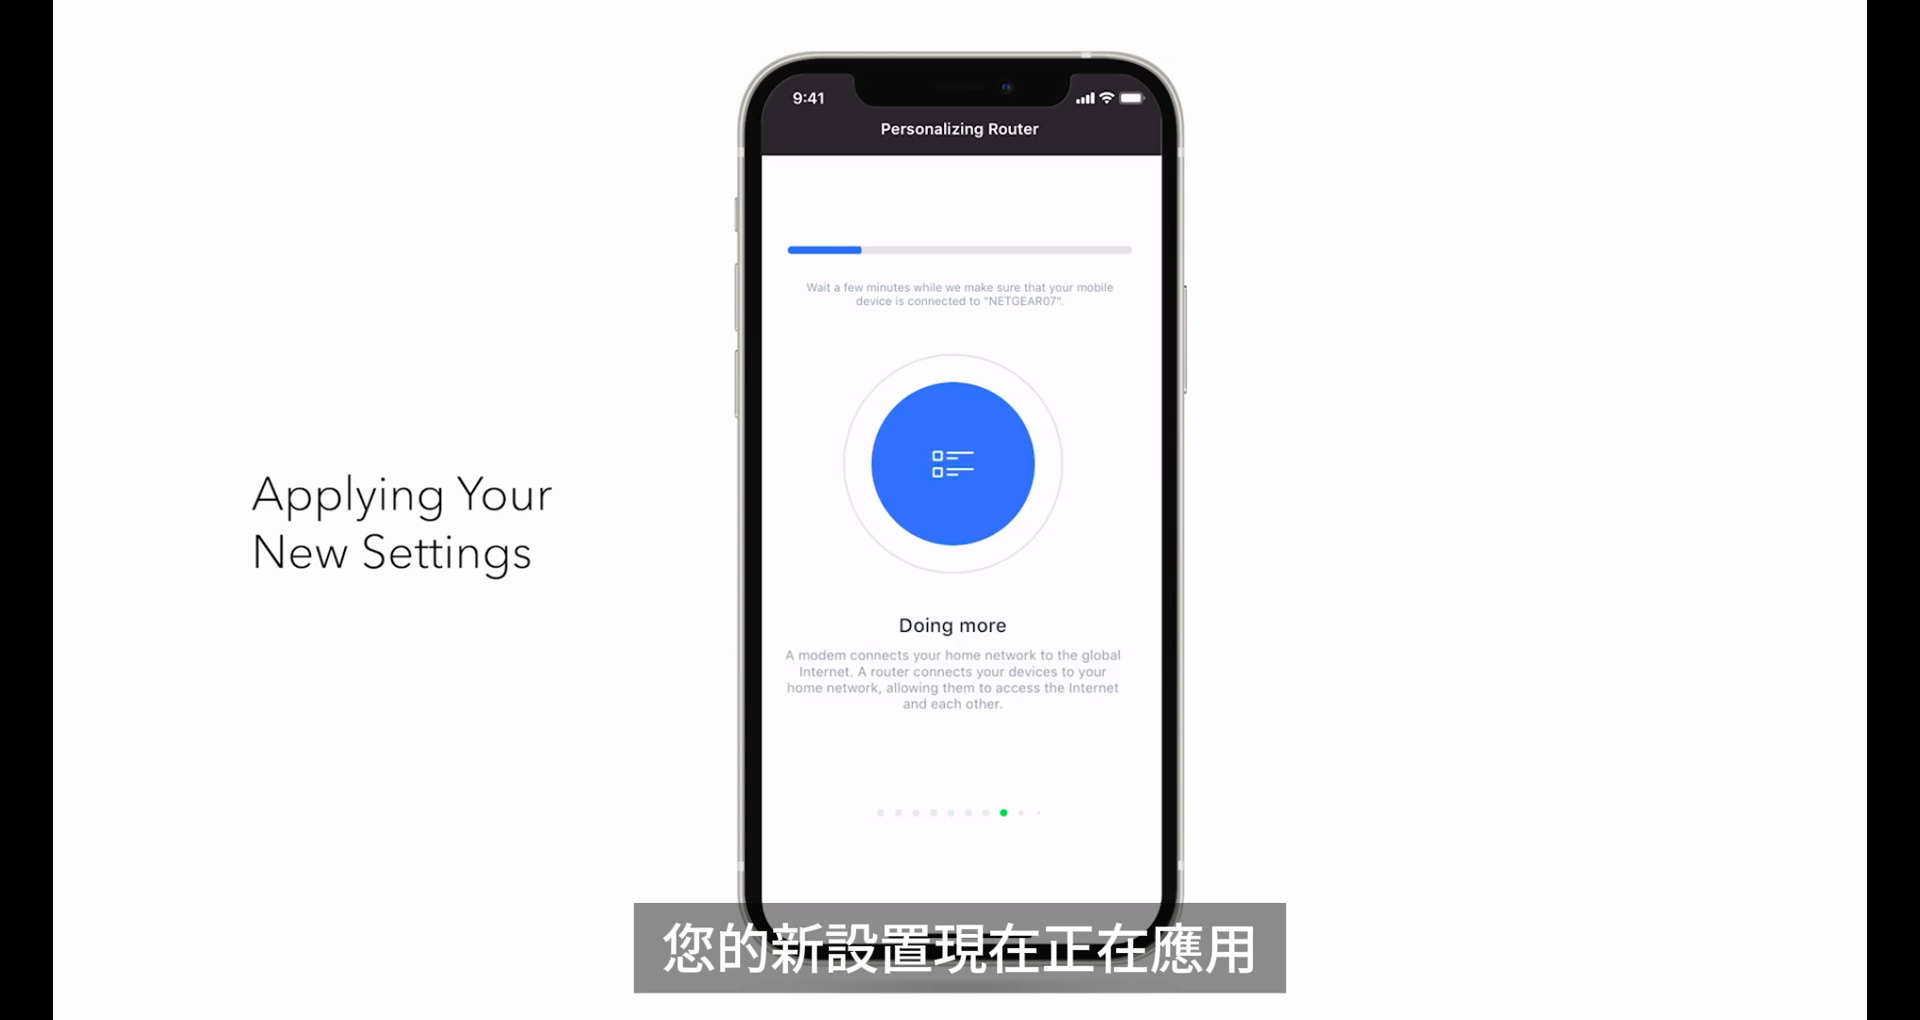 9:41
Personalizing Router
Wait a few minutes while we make sure that your mobile
device is connected to "NETGEAR07".
Applying Your
New Settings
Doing more
A modem connects your home network to the global
Internet. A router connects your devices to your
home network, allowing them to access the Internet
and each other.
您的新設置現在正在應用